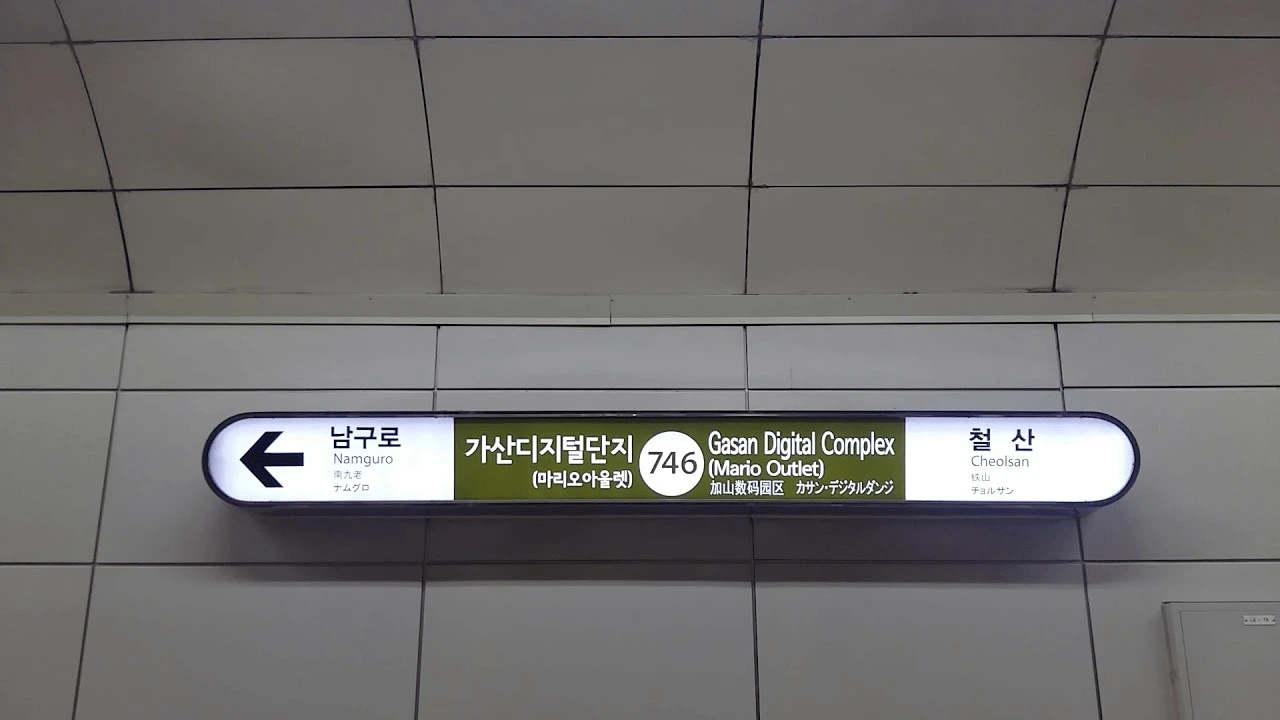 남구로
Namguro
南九老
ナムグロ
가산디지털단지
(마리오아울렛)
746
Gasan Digital Complex
(Mario Outlet)
加山数码园区 カサン・デジタルダンジ
철 산
Cheolsan
铁山
チョルサン